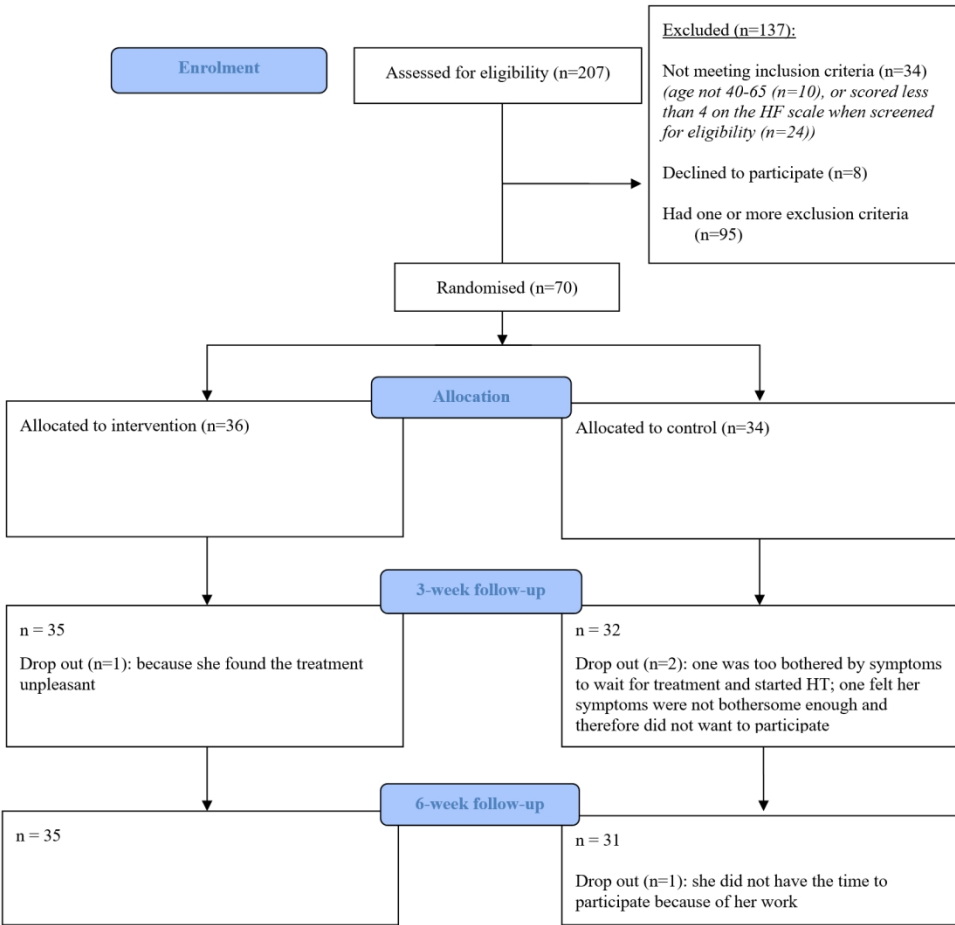 Enrolment
Assessed for eligibility (n=207)
Excluded (n=137):
Not meeting inclusion criteria (n=34)
(age not 40-65 (n=10), or scored less
than 4 on the HF scale when screened
for eligibility (n=24))
Declined to participate (n=8)
Had one or more exclusion criteria
(n=95)
Randomised (n=70)
Allocation
Allocated to intervention (n=36)
Allocated to control (n=34)
3-week follow-up
n = 35
Drop out (n=1): because she found the treatment
unpleasant
n = 32
Drop out (n=2): one was too bothered by symptoms
to wait for treatment and started HT; one felt her
symptoms were not bothersome enough and
therefore did not want to participate
6-week follow-up
n = 35
n = 31
Drop out (n=1): she did not have the time to
participate because of her work